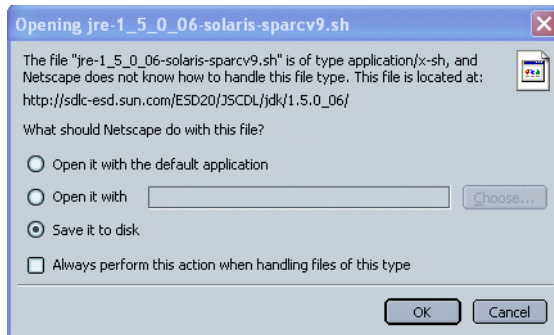 Opening jre-1_5_0_06-solaris-sparcv9.sh
The file "jre-1_5_0_06-solaris-sparcv9.sh" is of type application/x-sh, and
Netscape does not know how to handle this file type. This file is located at:
http://sdlc-esd.sun.com/ESD20/JSCDL/jdk/1.5.0_06/
What should Netscape do with this file?
Open it with the default application
Open it with Choose...
Save it to disk
Always perform this action when handling files of this type
OK Cancel